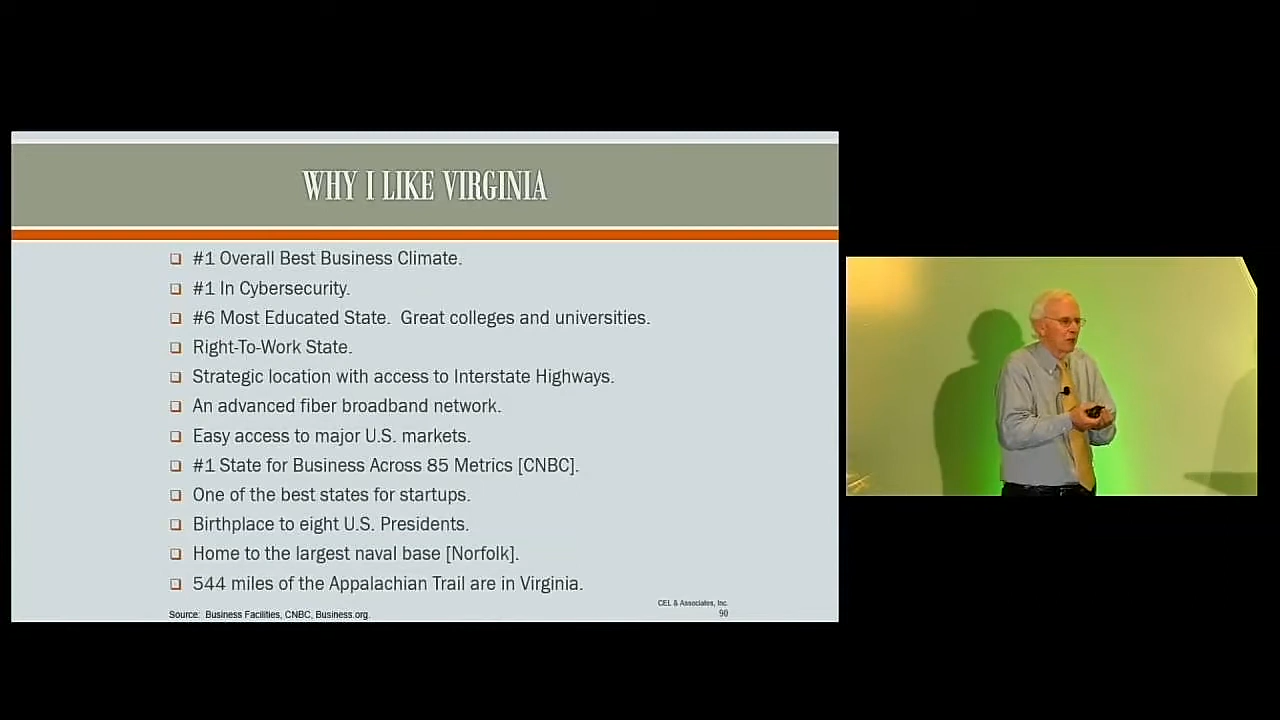 WHY I LIKE VIRGINIA
#1 Overall Best Business Climate.
#1 In Cybersecurity.
#6 Most Educated State.  Great colleges and universities.
Right-To-Work State.
Strategic location with access to Interstate Highways.
An advanced fiber broadband network.
Easy access to major U.S. markets.
#1 State for Business Across 85 Metrics [CNBC].
One of the best states for startups.
Birthplace to eight U.S. Presidents.
Home to the largest naval base [Norfolk].
544 miles of the Appalachian Trail are in Virginia.
CEL & Associates, Inc.
Source:  Business Facilities, CNBC, Business.org.
90